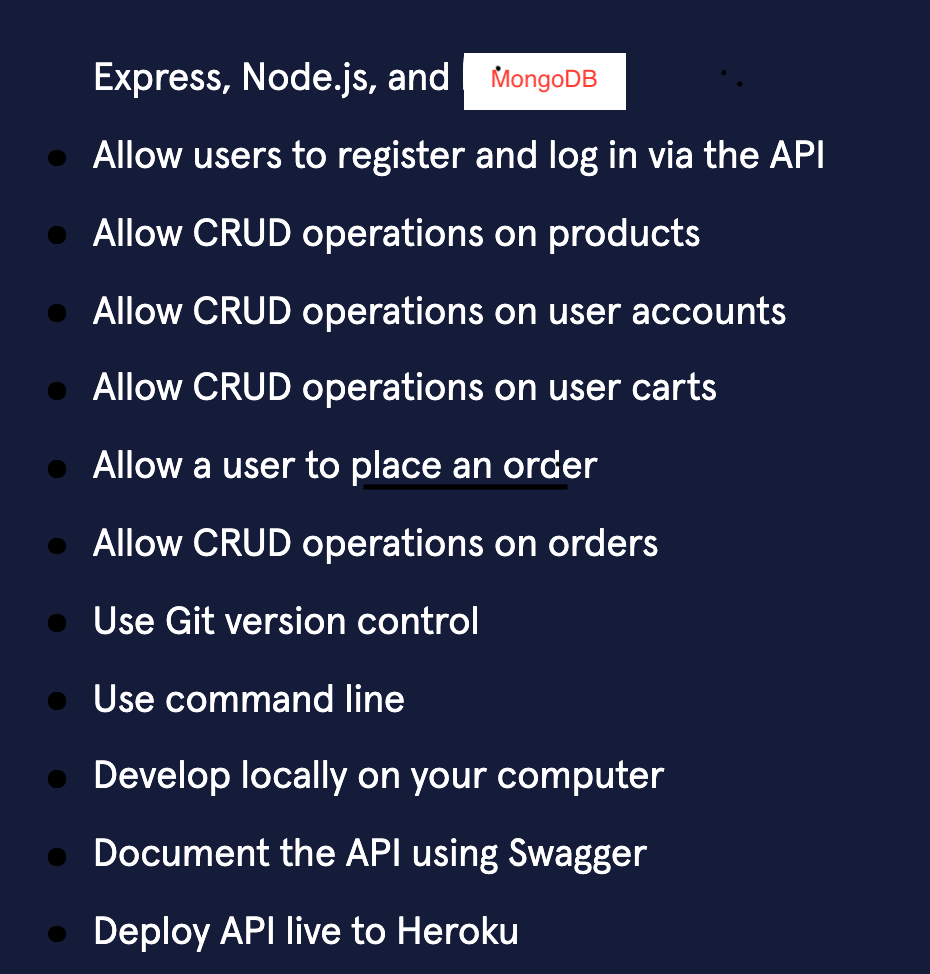 Express, Node.js, and MongoDB
Allow users to register and log in via the API
Allow CRUD operations on products
Allow CRUD operations on user accounts
Allow CRUD operations on user carts
Allow a user to place an order
Allow CRUD operations on orders
Use Git version control
Use command line
Develop locally on your computer
Document the API using Swagger
Deploy API live to Heroku